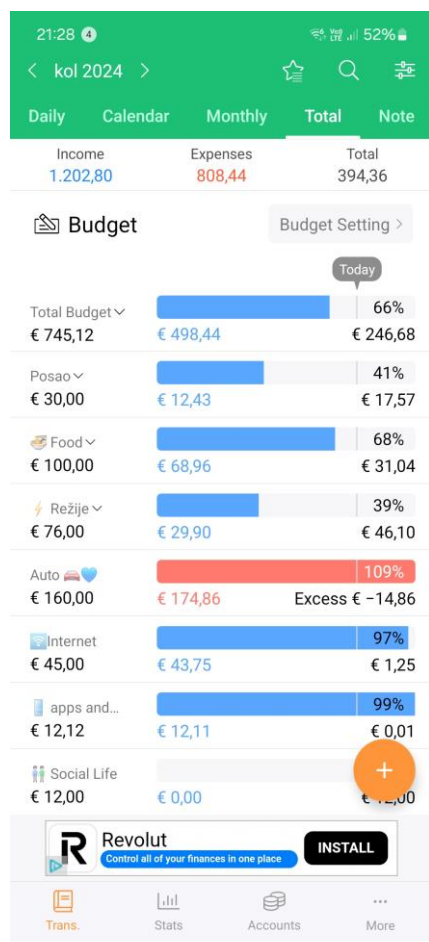 21:28 4 52%
kol 2024
Daily Calendar Monthly Total Note
Income Expenses Total
1.202,80 808,44 394,36
Budget Budget Setting >
Today
Total Budget 66%
€ 745,12 € 498,44 € 246,68
Posao 41%
€ 30,00 € 12,43 € 17,57
Food 68%
€ 100,00 € 68,96 € 31,04
Režije 39%
€ 76,00 € 29,90 € 46,10
Auto 109%
€ 160,00 € 174,86 Excess € −14,86
Internet 97%
€ 45,00 € 43,75 € 1,25
apps and... 99%
€ 12,12 € 12,11 € 0,01
Social Life
€ 12,00 € 0,00 € 12,00
R Revolut
Control all of your finances in one place INSTALL
Trans. Stats Accounts More